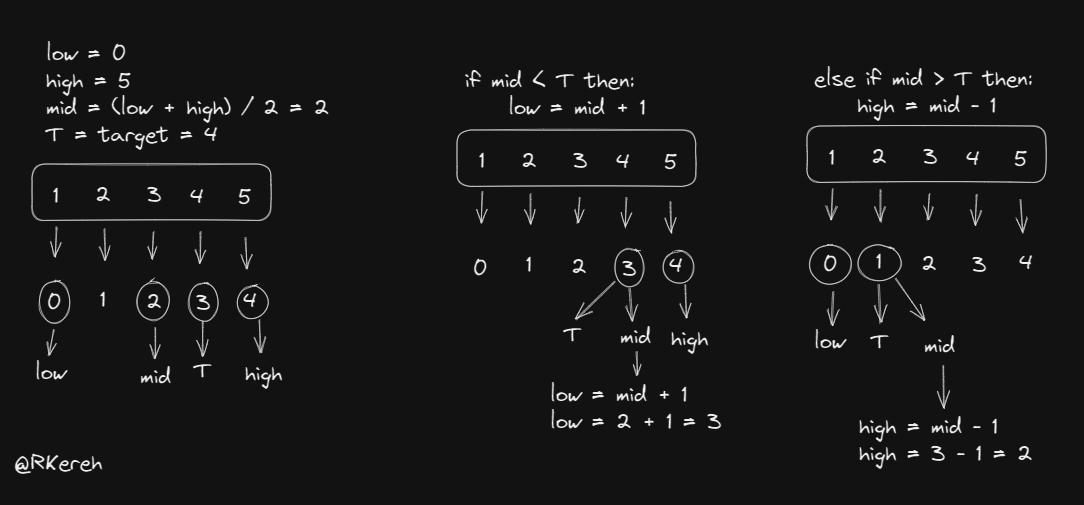 low = 0
high = 5
mid = (low + high) / 2 = 2
T = target = 4
1 2 3 4 5
0 1 2 3 4
low mid T high
if mid < T then:
low = mid + 1
1 2 3 4 5
0 1 2 3 4
T mid high
low = mid + 1
low = 2 + 1 = 3
else if mid > T then:
high = mid - 1
1 2 3 4 5
0 1 2 3 4
low T mid
high = mid - 1
high = 3 - 1 = 2
@RKereh